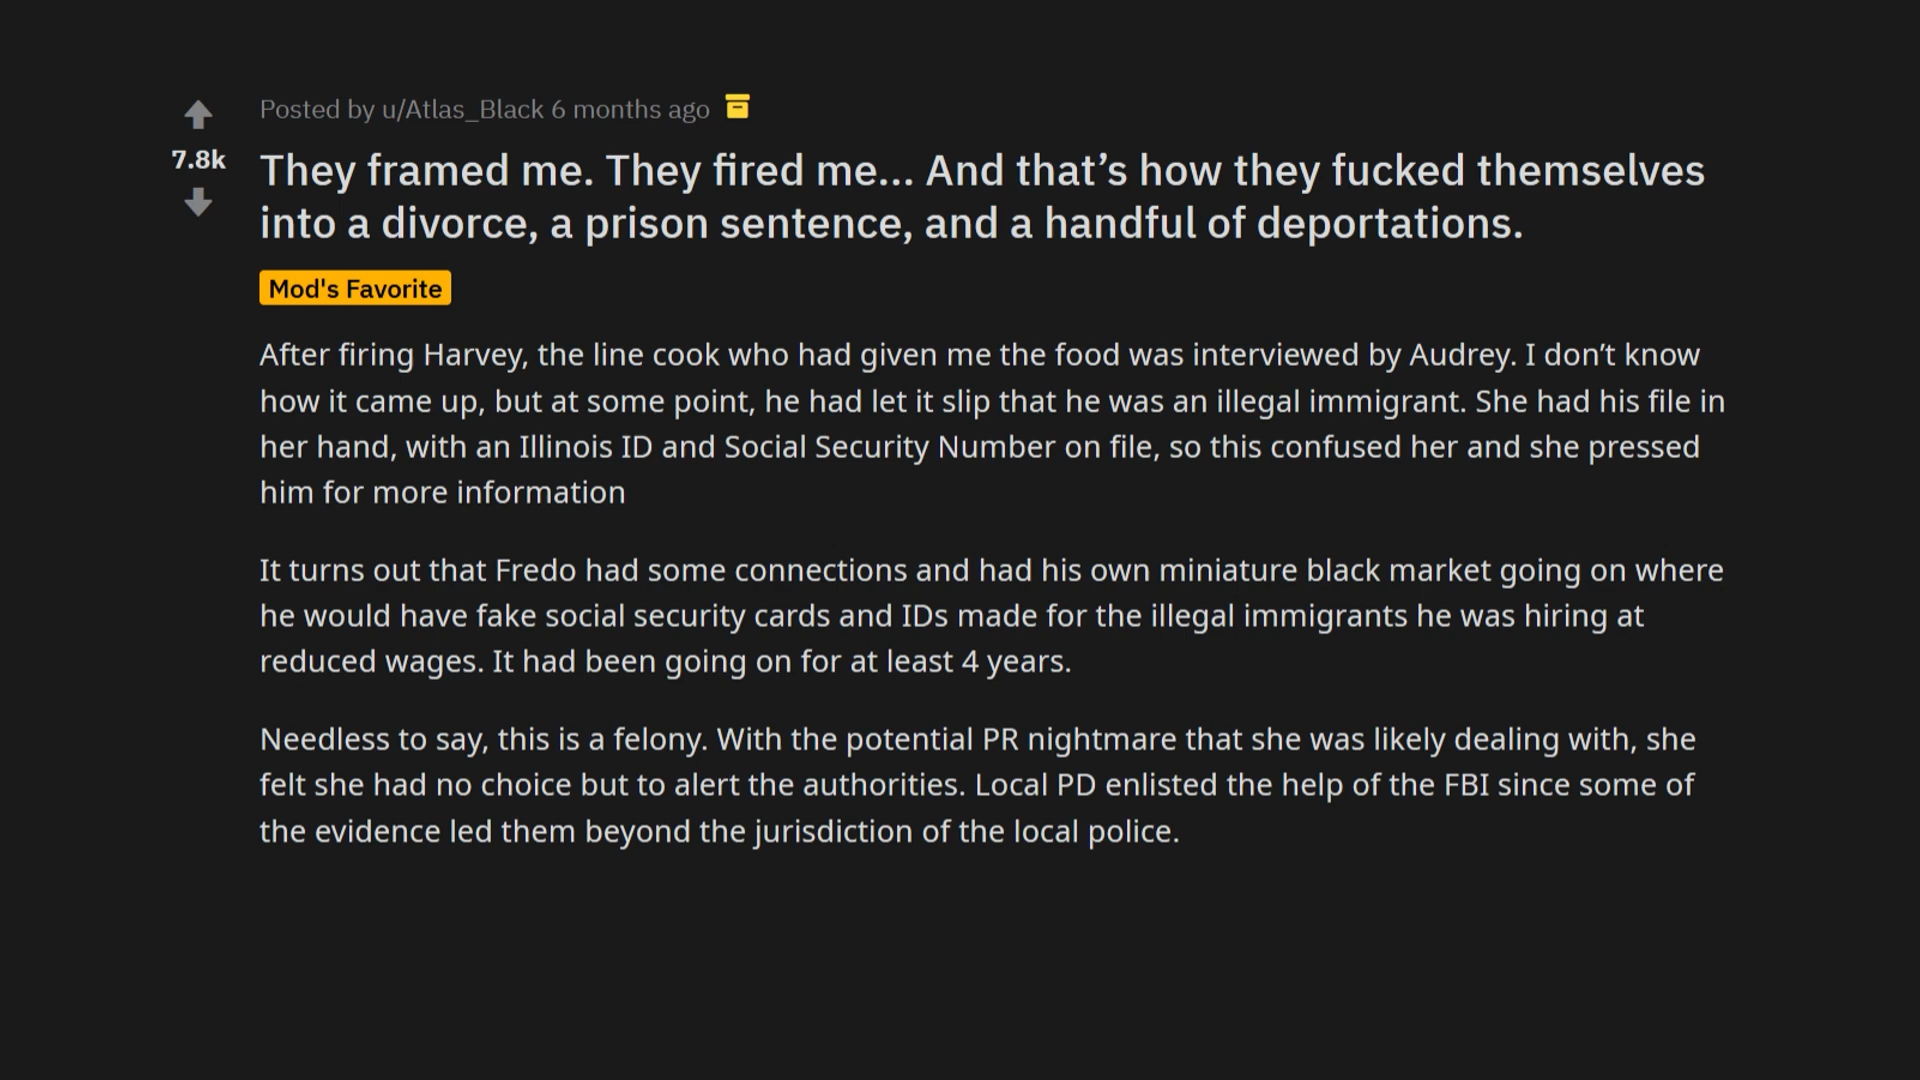 Posted by u/Atlas_Black 6 months ago
7.8k
They framed me. They fired me... And that’s how they fucked themselves
into a divorce, a prison sentence, and a handful of deportations.
Mod's Favorite
After firing Harvey, the line cook who had given me the food was interviewed by Audrey. I don’t know
how it came up, but at some point, he had let it slip that he was an illegal immigrant. She had his file in
her hand, with an Illinois ID and Social Security Number on file, so this confused her and she pressed
him for more information
It turns out that Fredo had some connections and had his own miniature black market going on where
he would have fake social security cards and IDs made for the illegal immigrants he was hiring at
reduced wages. It had been going on for at least 4 years.
Needless to say, this is a felony. With the potential PR nightmare that she was likely dealing with, she
felt she had no choice but to alert the authorities. Local PD enlisted the help of the FBI since some of
the evidence led them beyond the jurisdiction of the local police.